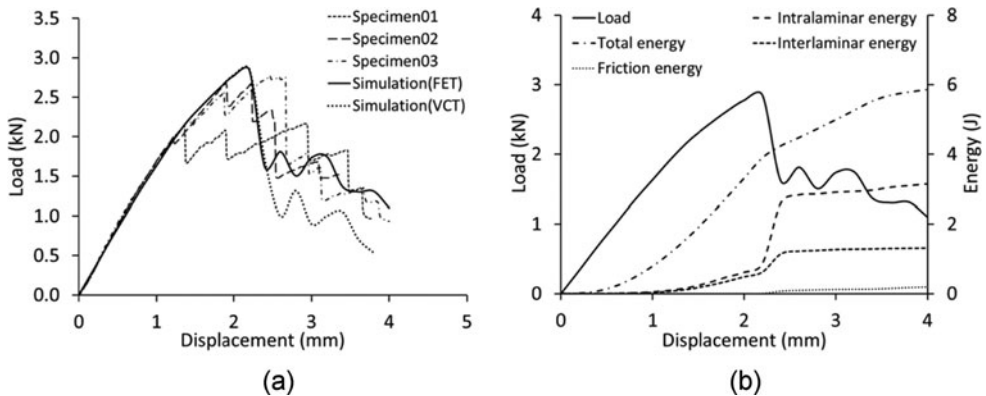 3.5
3.0
2.5
2.0
1.5
1.0
0.5
0.0
Load (kN)
0 1 2 3 4 5
Displacement (mm)
Specimen01
Specimen02
Specimen03
Simulation(FET)
Simulation(VCT)
(a)
4
3
2
1
0
Load (kN)
0 1 2 3 4
Displacement (mm)
8
6
4
2
0
Energy (J)
Load
Intralaminar energy
Total energy
Interlaminar energy
Friction energy
(b)